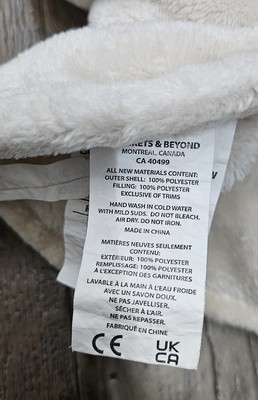 KETS & BEYOND
MONTREAL, CANADA
CA 40499
ALL NEW MATERIALS CONTENT:
OUTER SHELL: 100% POLYESTER
FILLING: 100% POLYESTER
EXCLUSIVE OF TRIMS
HAND WASH IN COLD WATER
WITH MILD SUDS. DO NOT BLEACH.
AIR DRY. DO NOT IRON.
MADE IN CHINA
MATIÈRES NEUVES SEULEMENT
CONTENU:
EXTÉRIEUR: 100% POLYESTER
REMPLISSAGE: 100% POLYESTER
À L'EXCEPTION DES GARNITURES
LAVABLE À LA MAIN À L'EAU FROIDE
AVEC UN SAVON DOUX.
NE PAS JAVELLISER.
SÉCHER À L'AIR.
NE PAS REPASSER.
FABRIQUÉ EN CHINE
CE UK
CA